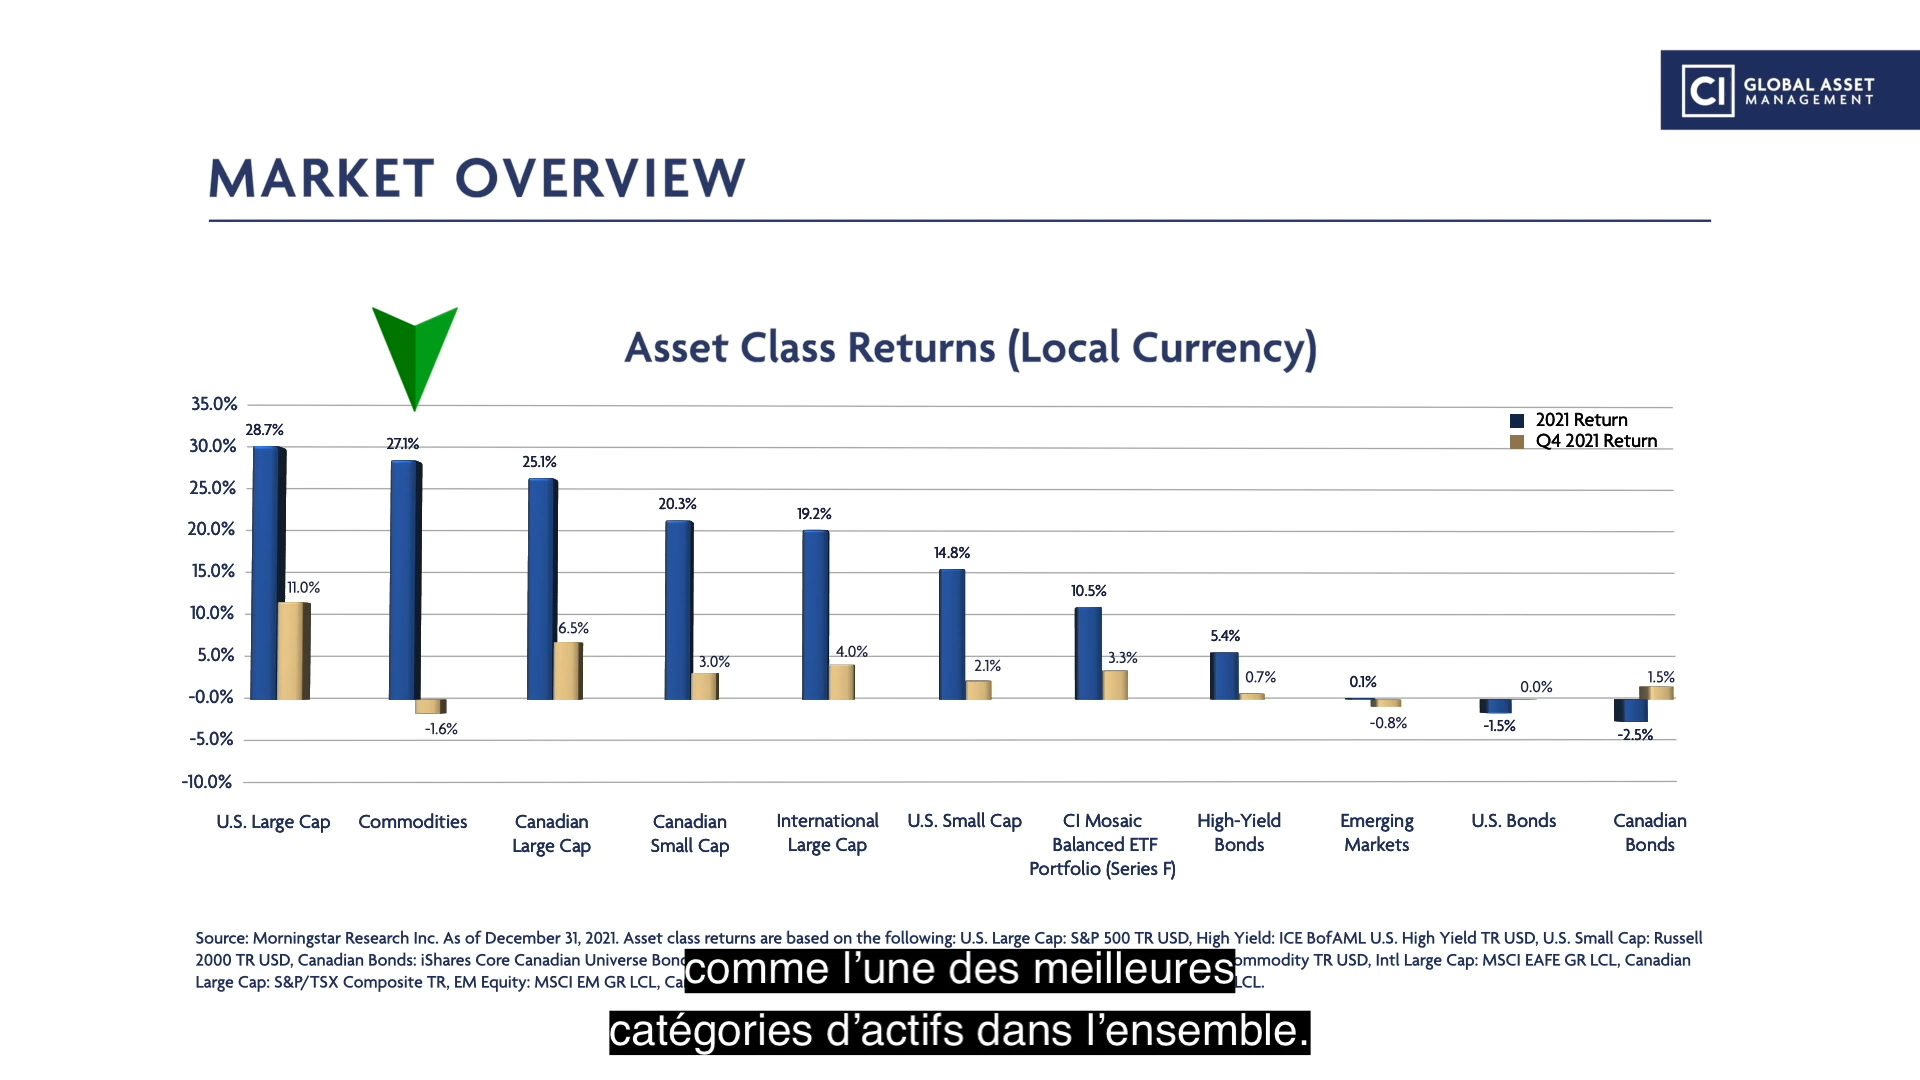 CI GLOBAL ASSET
MANAGEMENT
MARKET OVERVIEW
Asset Class Returns (Local Currency)
35.0%
30.0%
25.0%
20.0%
15.0%
10.0%
5.0%
-0.0%
-5.0%
-10.0%
2021 Return
Q4 2021 Return
28.7%
11.0%
27.1%
-1.6%
25.1%
6.5%
20.3%
3.0%
19.2%
4.0%
14.8%
2.1%
10.5%
3.3%
5.4%
0.7%
0.1%
-0.8%
-1.5%
0.0%
-2.5%
1.5%
U.S. Large Cap
Commodities
Canadian
Large Cap
Canadian
Small Cap
International
Large Cap
U.S. Small Cap
CI Mosaic
Balanced ETF
Portfolio (Series F)
High-Yield
Bonds
Emerging
Markets
U.S. Bonds
Canadian
Bonds
Source: Morningstar Research Inc. As of December 31, 2021. Asset class returns are based on the following: U.S. Large Cap: S&P 500 TR USD, High Yield: ICE BofAML U.S. High Yield TR USD, U.S. Small Cap: Russell
2000 TR USD, Canadian Bonds: iShares Core Canadian Universe TR USD, Intl Large Cap: MSCI EAFE GR LCL, Canadian
Large Cap: S&P/TSX Composite TR, EM Equity: MSCI EM GR LCL, LCL.
comme l’une des meilleures
catégories d’actifs dans l’ensemble.